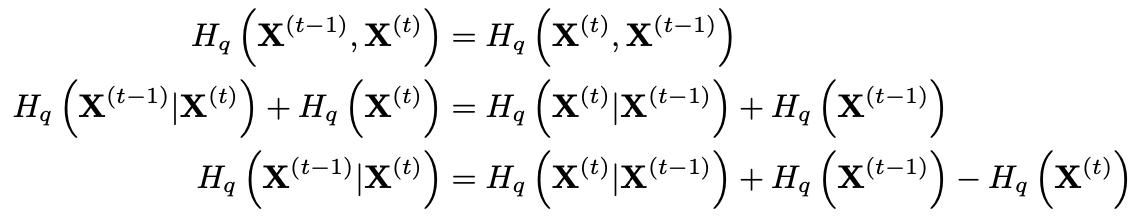 H_q(𝐗^{(t−1)}, 𝐗^{(t)}) = H_q(𝐗^{(t)}, 𝐗^{(t−1)})
H_q(𝐗^{(t−1)}|𝐗^{(t)}) + H_q(𝐗^{(t)}) = H_q(𝐗^{(t)}|𝐗^{(t−1)}) + H_q(𝐗^{(t−1)})
H_q(𝐗^{(t−1)}|𝐗^{(t)}) = H_q(𝐗^{(t)}|𝐗^{(t−1)}) + H_q(𝐗^{(t−1)}) − H_q(𝐗^{(t)})